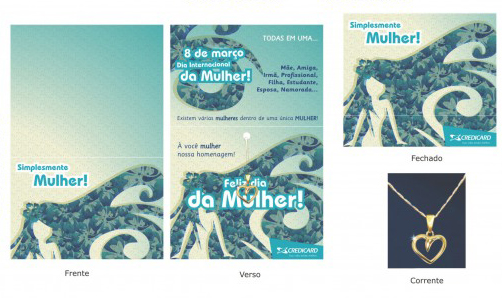 Simplesmente
Mulher!
Frente
TODAS EM UMA...
8 de março
Dia Internacional
da Mulher!
Mãe, Amiga,
Irmã, Profissional,
Filha, Estudante,
Esposa, Namorada...
Existem várias mulheres dentro de uma única MULHER!
À você mulher
nossa homenagem!
Feliz dia
da Mulher!
CREDICARD
Verso
Simplesmente
Mulher!
CREDICARD
Fechado
Corrente